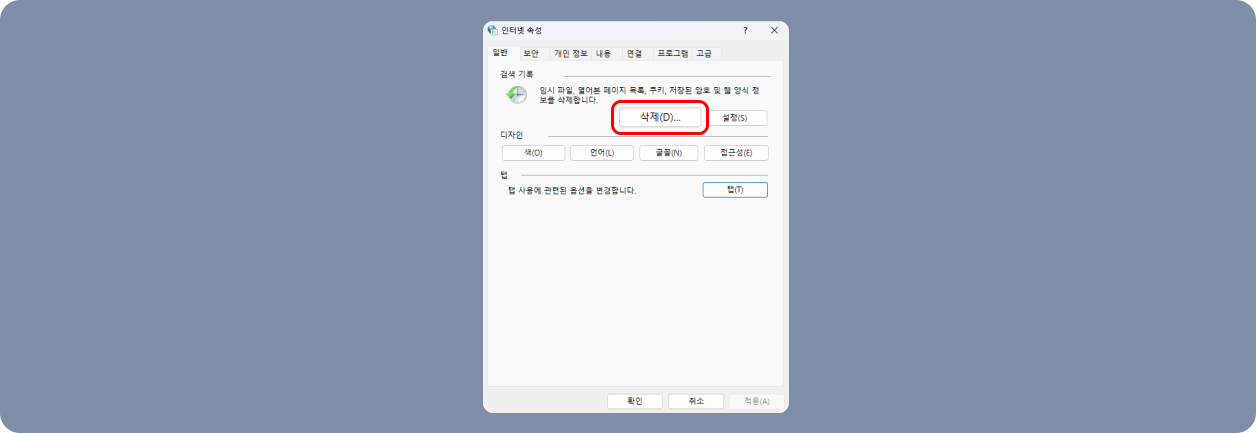 인터넷 속성
?
일반 보안 개인 정보 내용 연결 프로그램 고급
검색 기록
임시 파일, 열어본 페이지 목록, 쿠키, 저장된 암호 및 웹 양식 정
보를 삭제합니다.
삭제(D)... 설정(S)
디자인
색(O) 언어(L) 글꼴(N) 접근성(E)
탭
탭 사용에 관련된 옵션을 변경합니다.
탭(T)
확인 취소 적용(A)